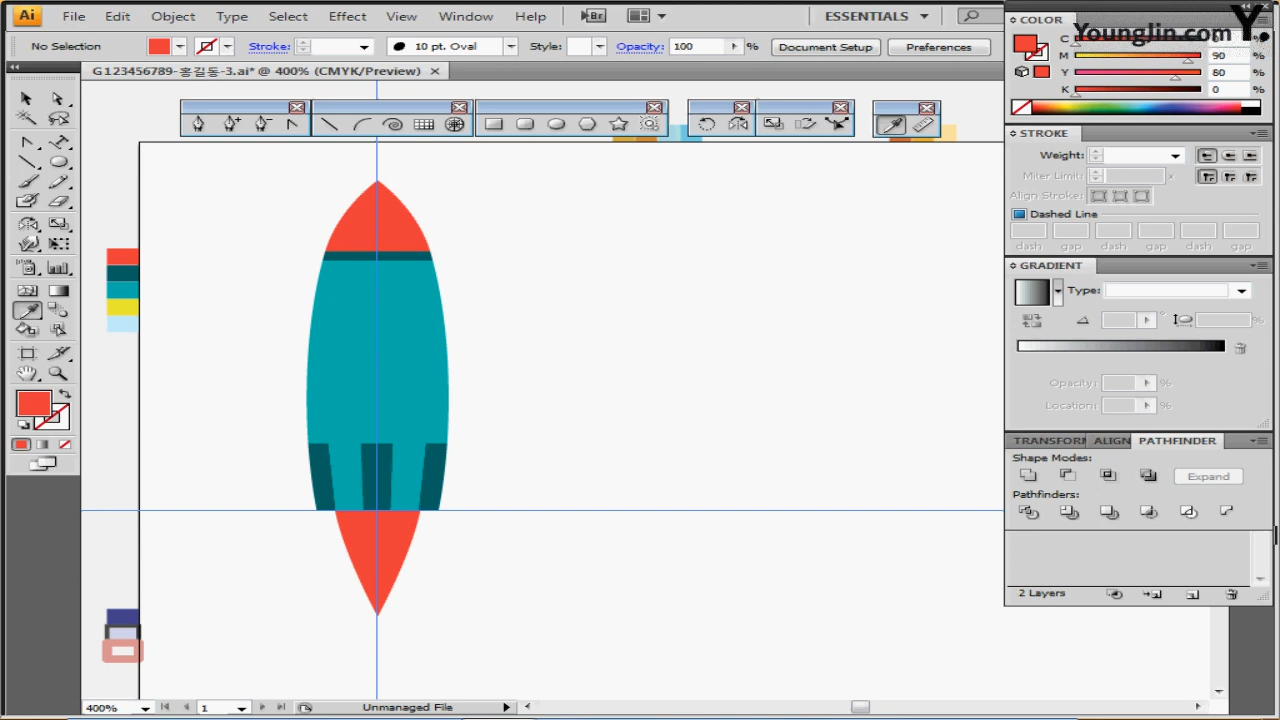 Ai File Edit Object Type Select Effect View Window Help Br ESSENTIALS
No Selection Stroke: 10 pt. Oval Style: Opacity: 100 % Document Setup Preferences
G123456789-홍길동-3.ai* @ 400% (CMYK/Preview)
COLOR
Younglin.com Y.
C %
M 90 %
Y 80 %
K 0 %
STROKE
Weight:
Miter Limit: x
Align Stroke:
Dashed Line
dash gap dash gap dash gap
GRADIENT
Type:
° %
Opacity: %
Location: %
TRANSFORM ALIGN PATHFINDER
Shape Modes:
Expand
Pathfinders:
2 Layers
400% 1 Unmanaged File